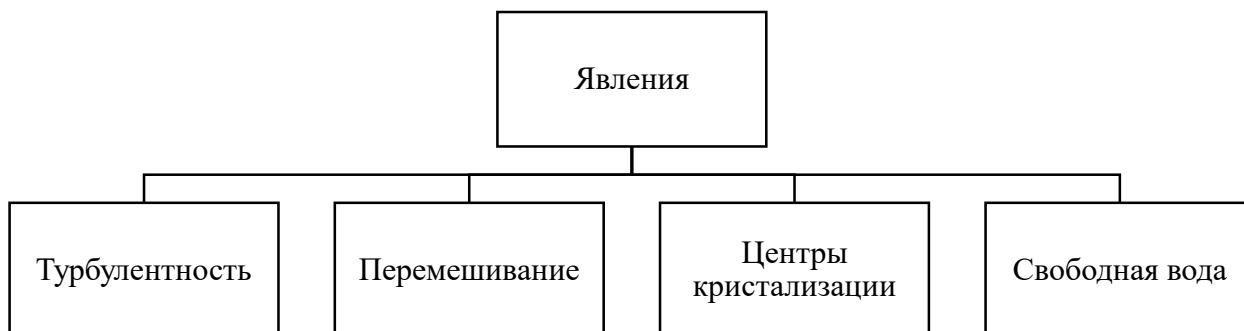 Явления
Турбулентность
Перемешивание
Центры
кристализации
Свободная вода